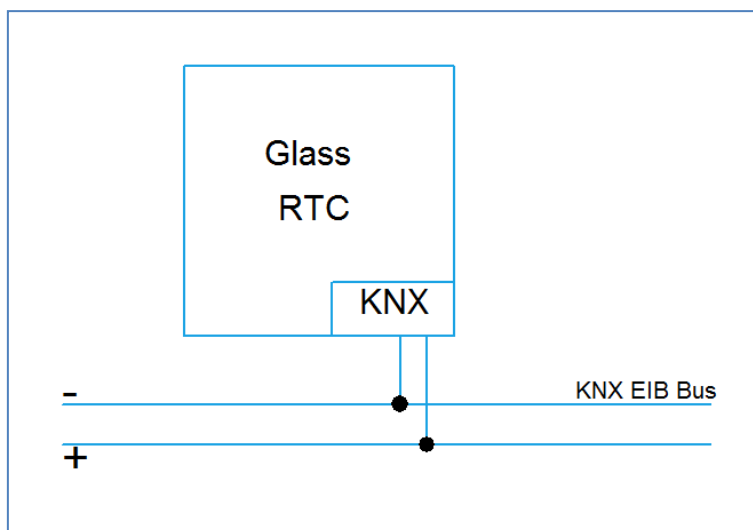 Glass
RTC
KNX
-
KNX EIB Bus
+